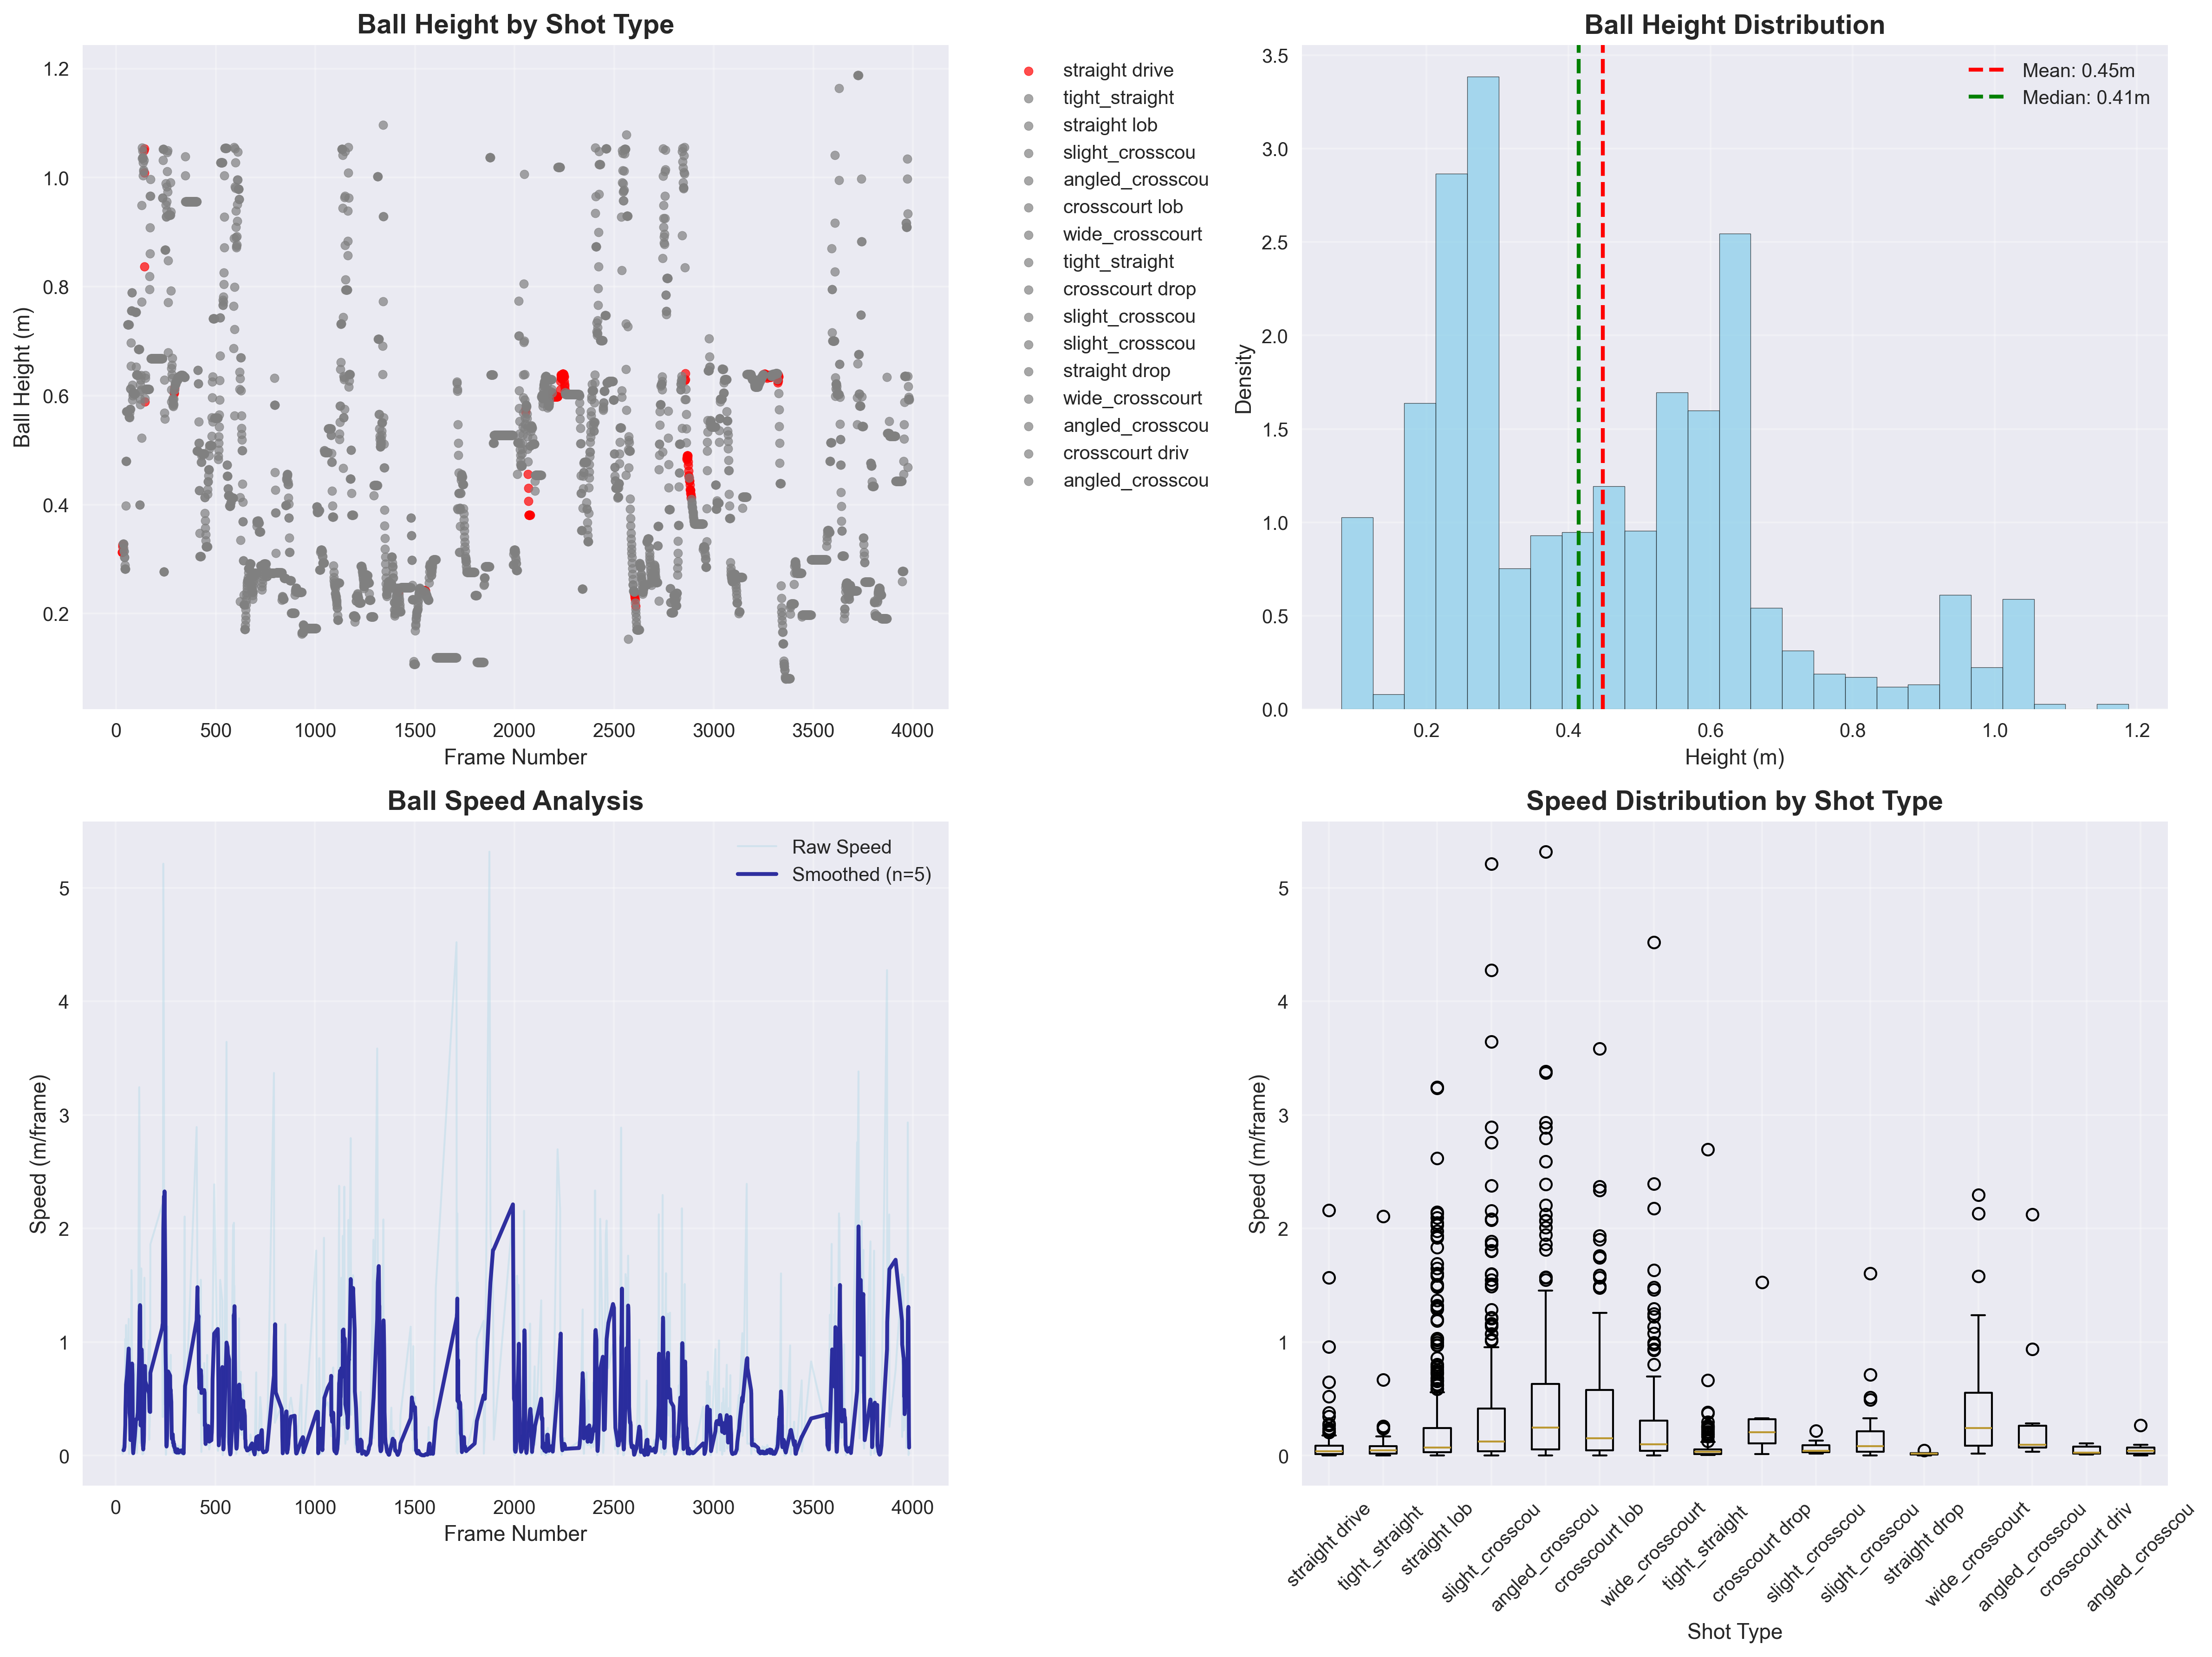 Ball Height by Shot Type
Ball Height (m)
1.2
1.0
0.8
0.6
0.4
0.2
0 500 1000 1500 2000 2500 3000 3500 4000
Frame Number
straight drive
tight_straight
straight lob
slight_crosscou
angled_crosscou
crosscourt lob
wide_crosscourt
tight_straight
crosscourt drop
slight_crosscou
slight_crosscou
straight drop
wide_crosscourt
angled_crosscou
crosscourt driv
angled_crosscou
Ball Height Distribution
Density
3.5
3.0
2.5
2.0
1.5
1.0
0.5
0.0
0.2 0.4 0.6 0.8 1.0 1.2
Height (m)
Mean: 0.45m
Median: 0.41m
Ball Speed Analysis
Speed (m/frame)
5
4
3
2
1
0
0 500 1000 1500 2000 2500 3000 3500 4000
Frame Number
Raw Speed
Smoothed (n=5)
Speed Distribution by Shot Type
Speed (m/frame)
5
4
3
2
1
0
straight drive
tight_straight
straight lob
slight_crosscou
angled_crosscou
crosscourt lob
wide_crosscourt
tight_straight
crosscourt drop
slight_crosscou
slight_crosscou
straight drop
wide_crosscourt
angled_crosscou
crosscourt driv
angled_crosscou
Shot Type